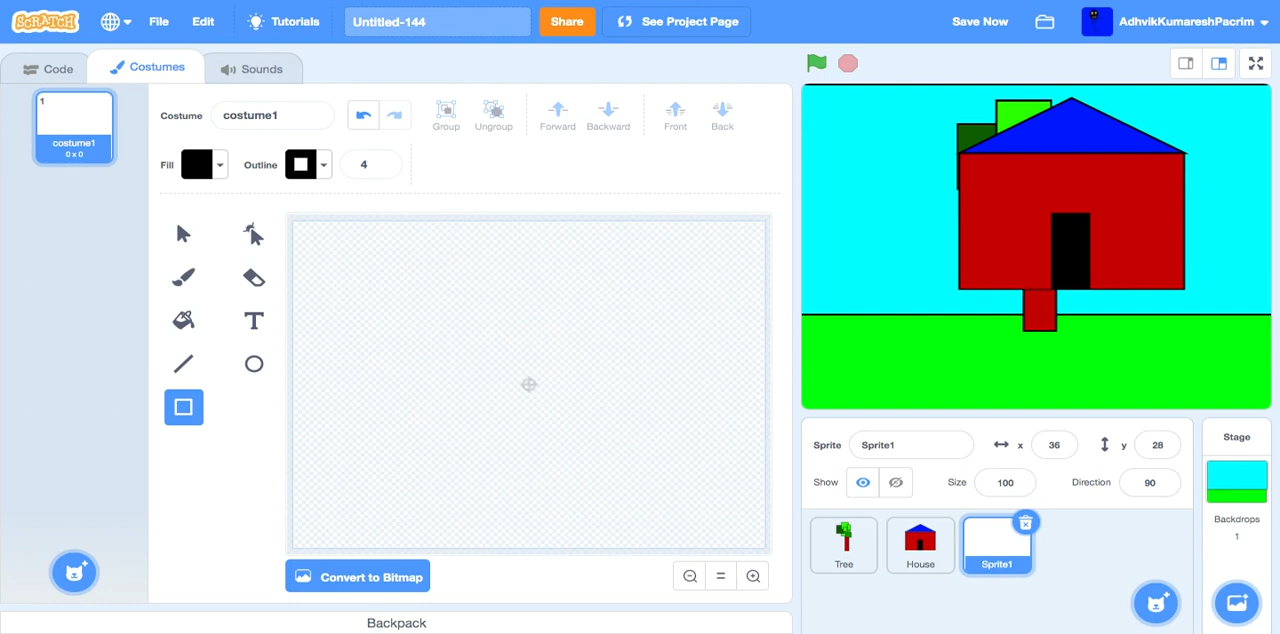 SCRATCH File Edit Tutorials Untitled-144 Share See Project Page Save Now AdhvikKumareshPacrim
Code Costumes Sounds
1
costume1
0 x 0
Costume costume1 Group Ungroup Forward Backward Front Back
Fill Outline 4
T
Convert to Bitmap
Backpack
Sprite Sprite1 x 36 y 28
Show Size 100 Direction 90
Tree House Sprite1
Stage
Backdrops
1